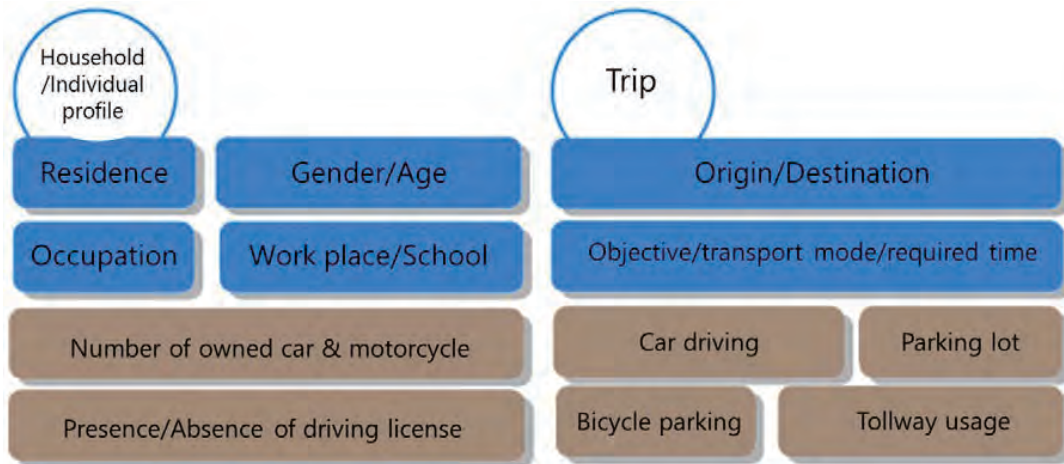 Household
/Individual
profile
Residence
Gender/Age
Occupation
Work place/School
Number of owned car & motorcycle
Presence/Absence of driving license
Trip
Origin/Destination
Objective/transport mode/required time
Car driving
Parking lot
Bicycle parking
Tollway usage